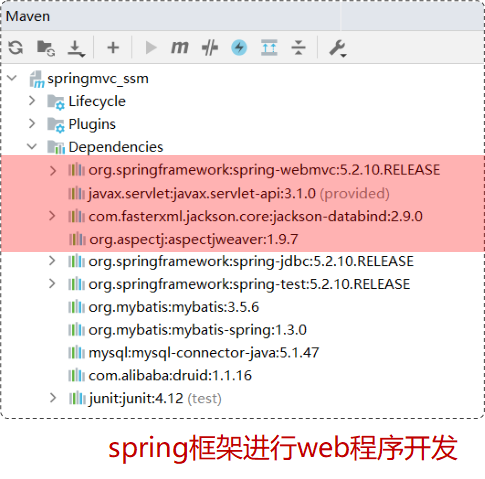 Maven
springmvc_ssm
Lifecycle
Plugins
Dependencies
org.springframework:spring-webmvc:5.2.10.RELEASE
javax.servlet:javax.servlet-api:3.1.0 (provided)
com.fasterxml.jackson.core:jackson-databind:2.9.0
org.aspectj:aspectjweaver:1.9.7
org.springframework:spring-jdbc:5.2.10.RELEASE
org.springframework:spring-test:5.2.10.RELEASE
org.mybatis:mybatis:3.5.6
org.mybatis:mybatis-spring:1.3.0
mysql:mysql-connector-java:5.1.47
com.alibaba:druid:1.1.16
junit:junit:4.12 (test)
spring框架进行web程序开发